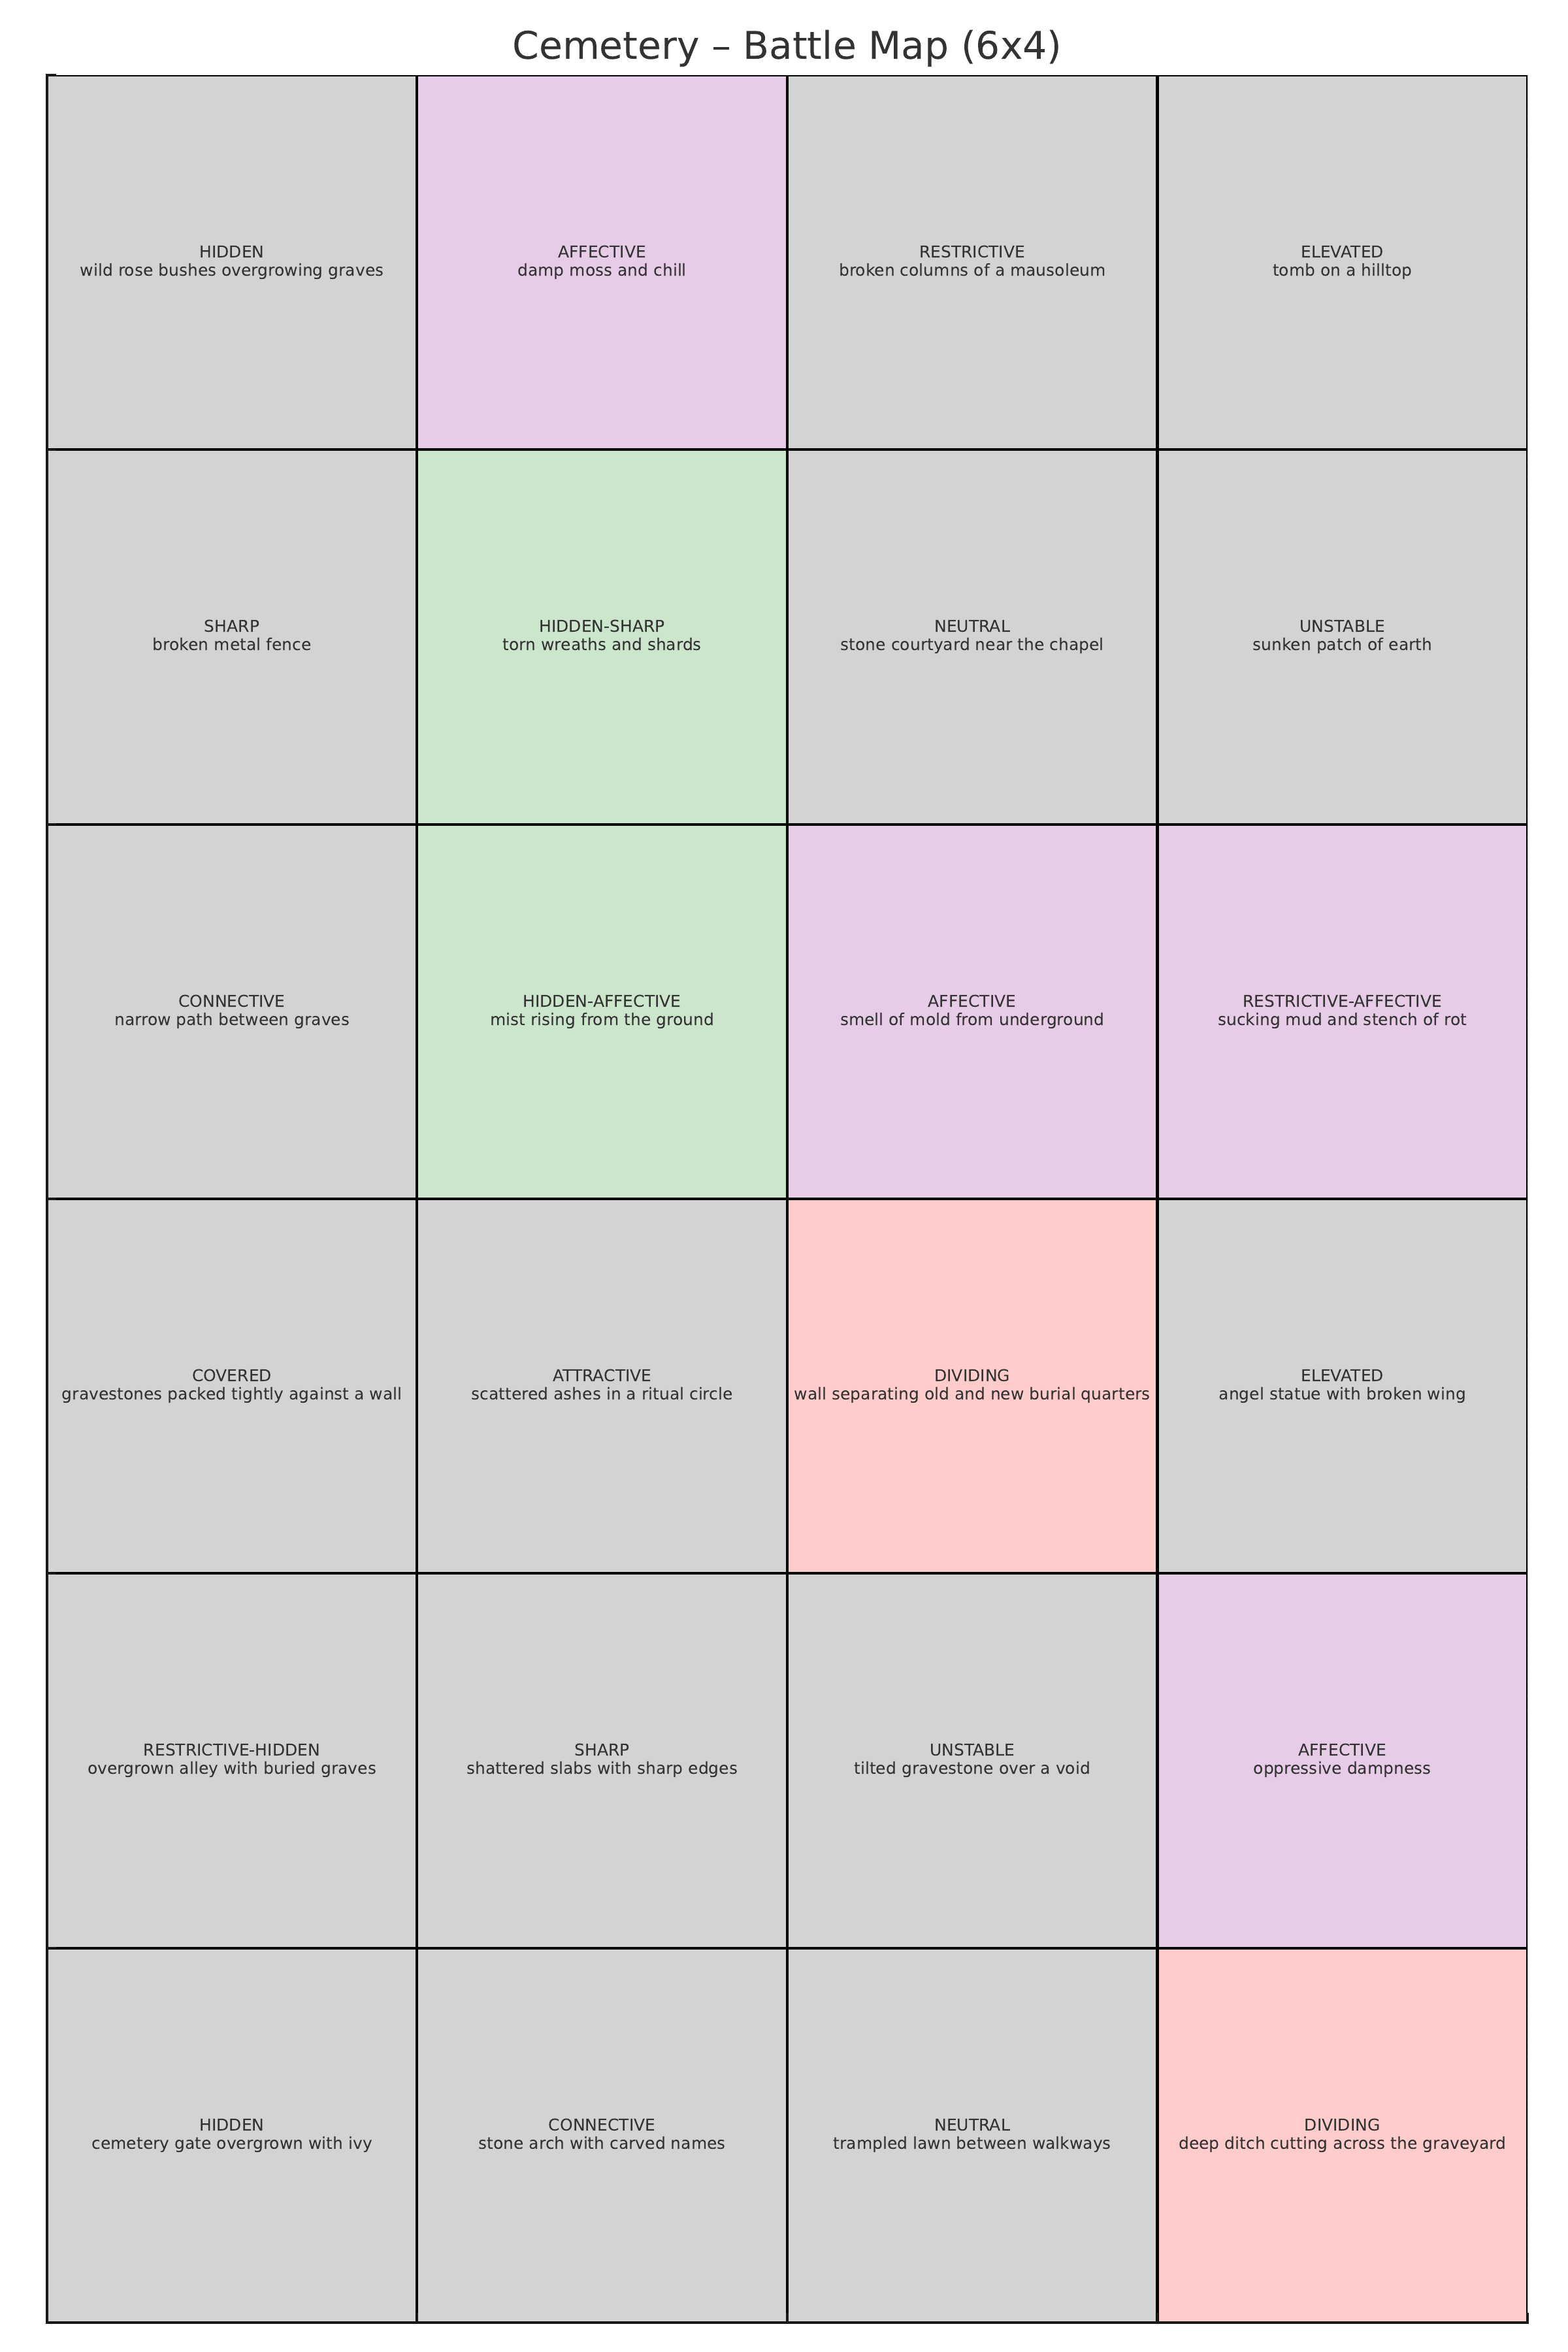 Cemetery – Battle Map (6x4)
HIDDEN
wild rose bushes overgrowing graves
AFFECTIVE
damp moss and chill
RESTRICTIVE
broken columns of a mausoleum
ELEVATED
tomb on a hilltop
SHARP
broken metal fence
HIDDEN-SHARP
torn wreaths and shards
NEUTRAL
stone courtyard near the chapel
UNSTABLE
sunken patch of earth
CONNECTIVE
narrow path between graves
HIDDEN-AFFECTIVE
mist rising from the ground
AFFECTIVE
smell of mold from underground
RESTRICTIVE-AFFECTIVE
sucking mud and stench of rot
COVERED
gravestones packed tightly against a wall
ATTRACTIVE
scattered ashes in a ritual circle
DIVIDING
wall separating old and new burial quarters
ELEVATED
angel statue with broken wing
RESTRICTIVE-HIDDEN
overgrown alley with buried graves
SHARP
shattered slabs with sharp edges
UNSTABLE
tilted gravestone over a void
AFFECTIVE
oppressive dampness
HIDDEN
cemetery gate overgrown with ivy
CONNECTIVE
stone arch with carved names
NEUTRAL
trampled lawn between walkways
DIVIDING
deep ditch cutting across the graveyard